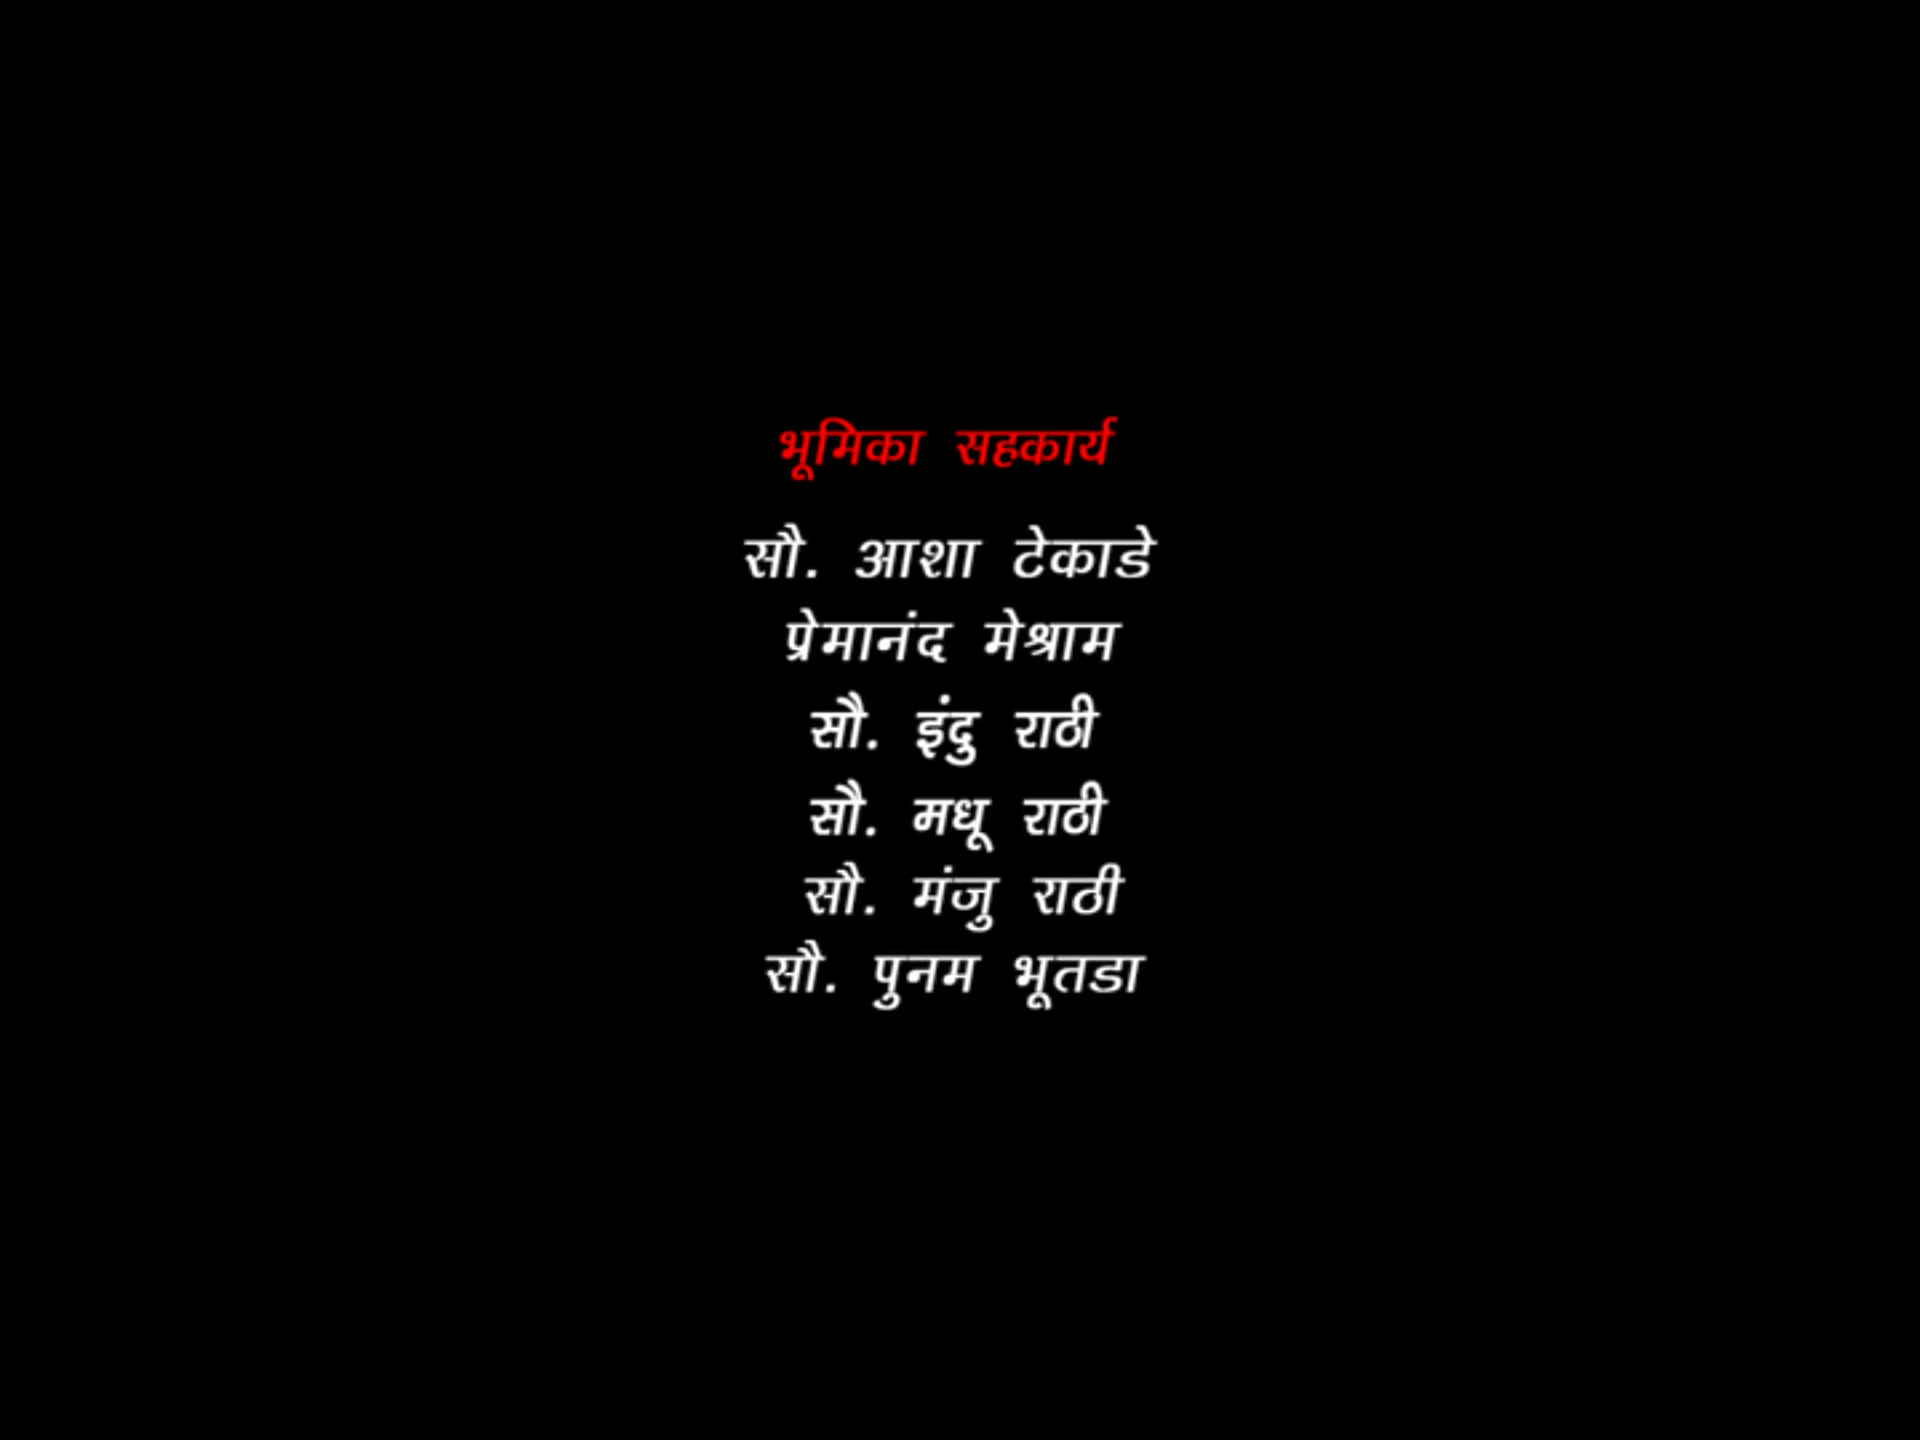 भूमिका सहकार्य
सौ. आशा टेकाडे
प्रेमानंद मेश्राम
सौ. इंदु राठी
सौ. मधू राठी
सौ. मंजु राठी
सौ. पुनम भूतडा